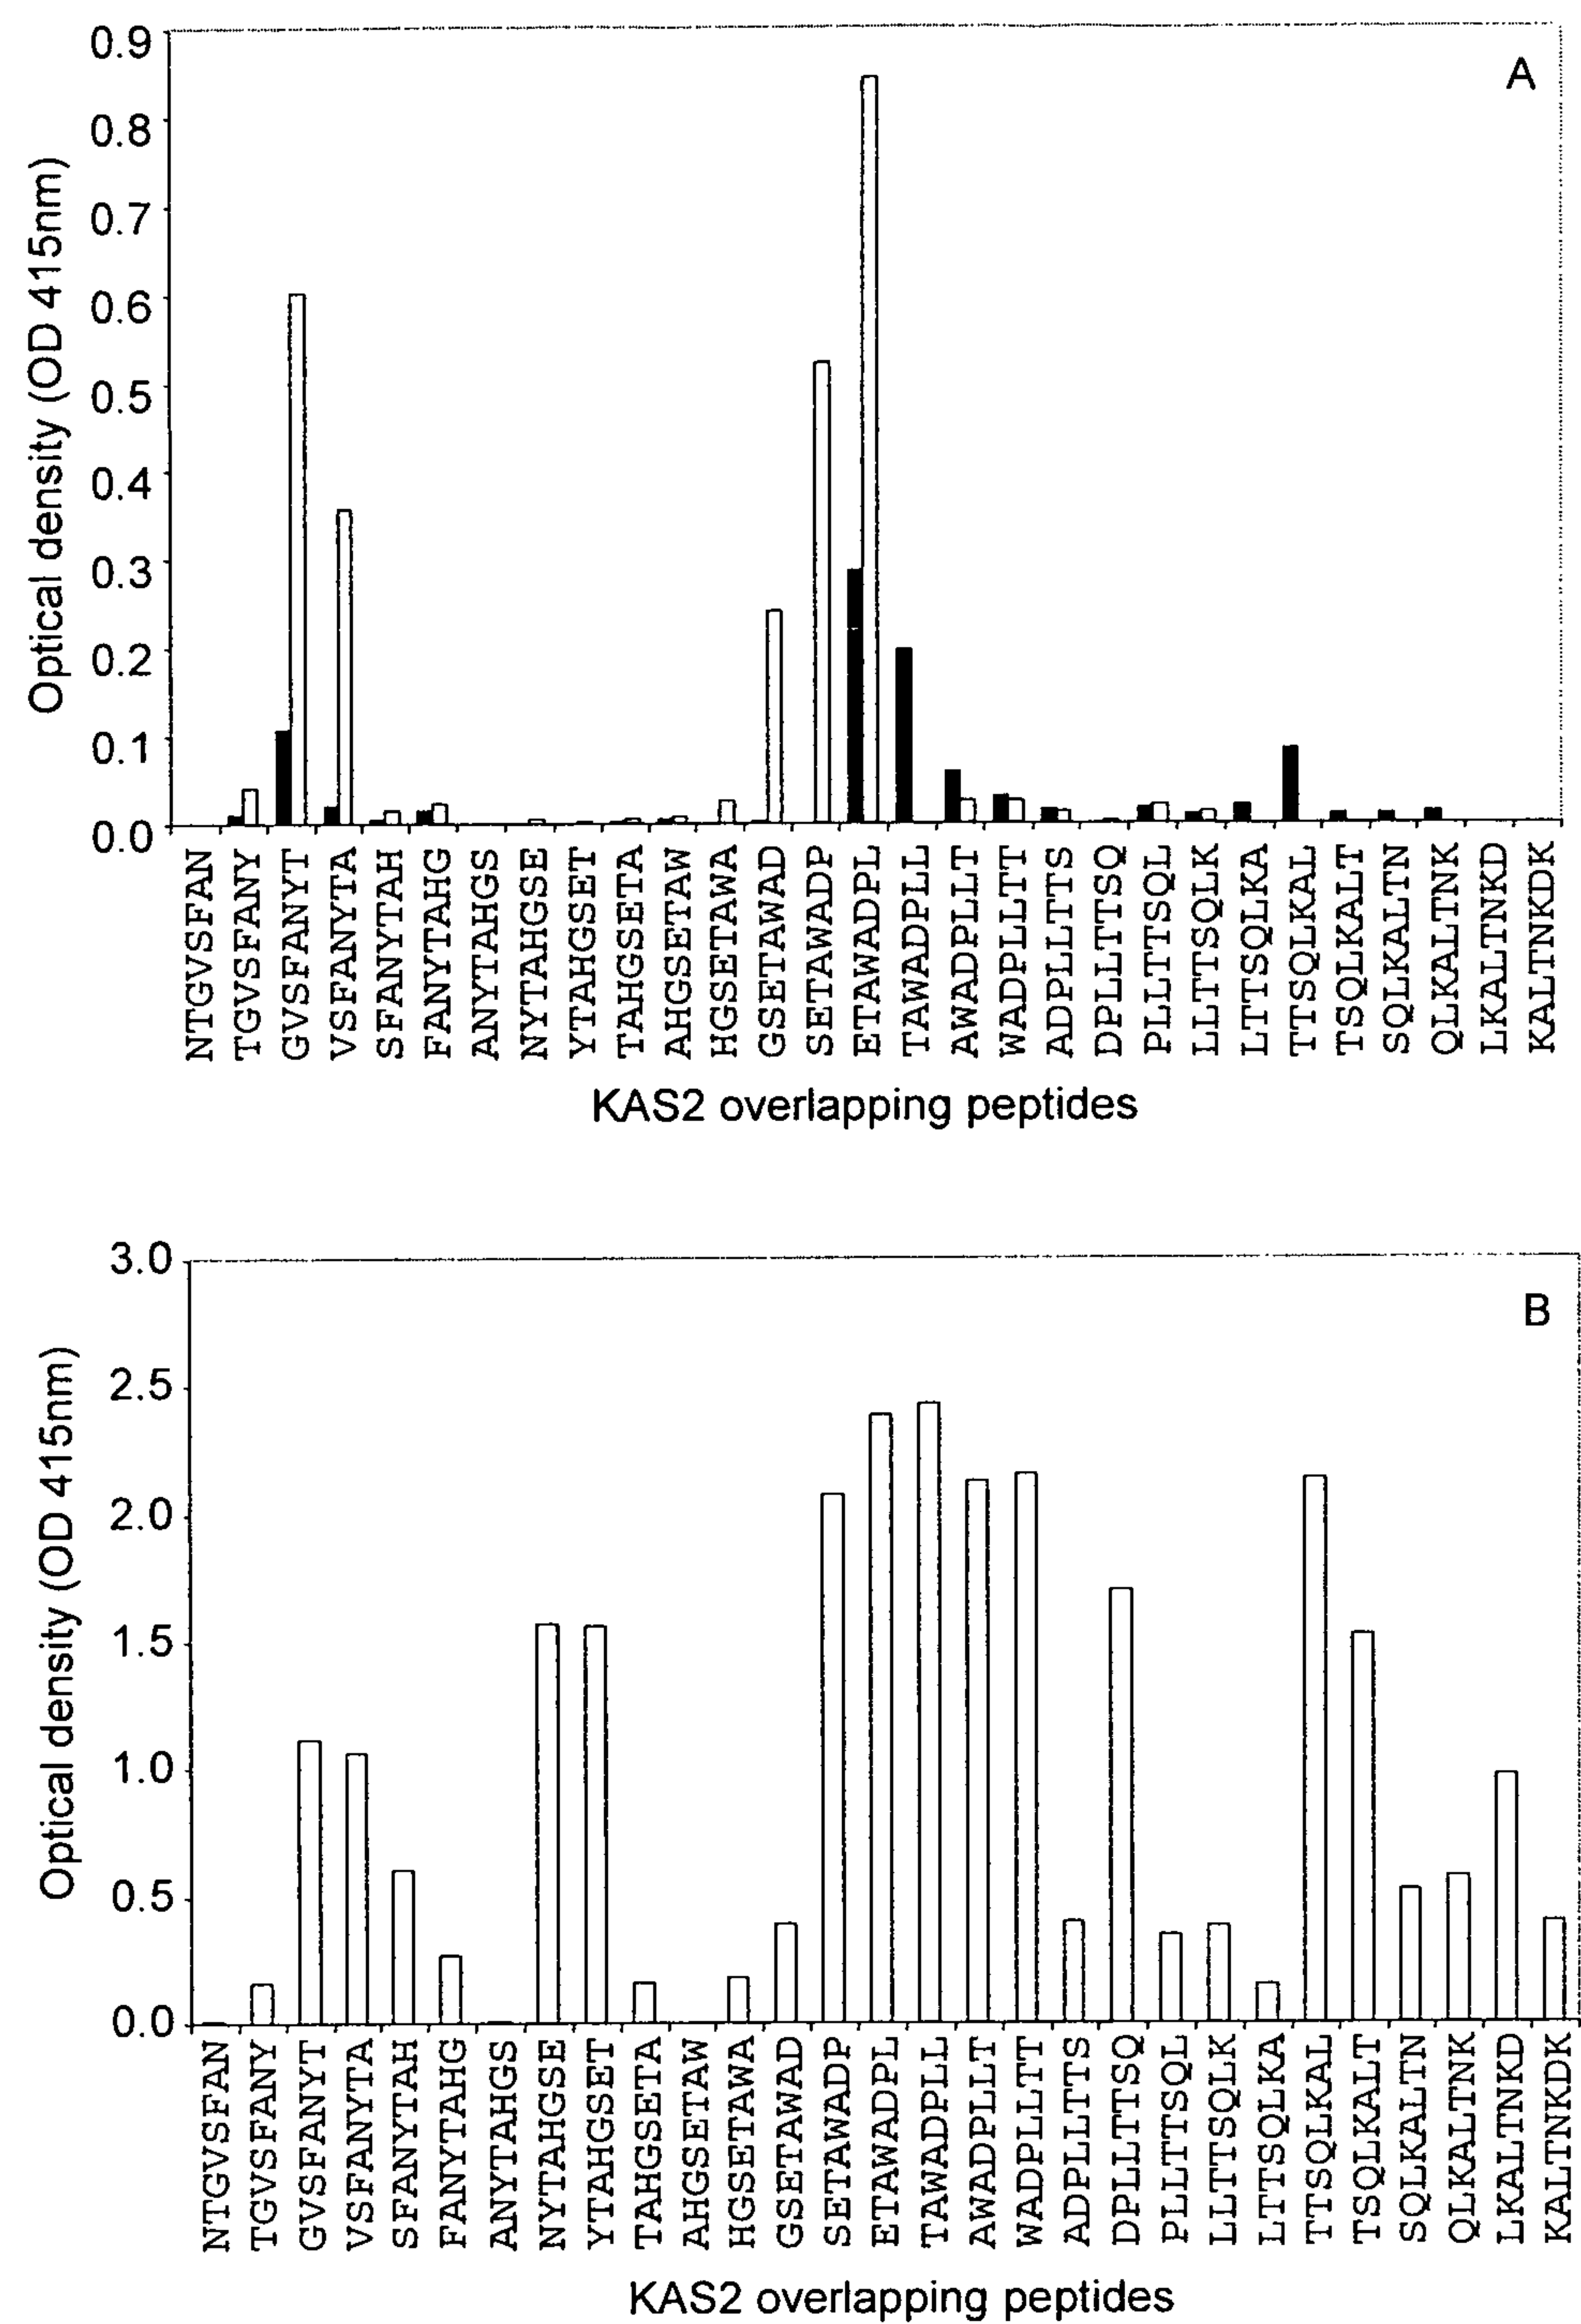 A
Optical density (OD 415nm)
0.9
0.8
0.7
0.6
0.5
0.4
0.3
0.2
0.1
0.0
NTGVSFAN
TGVSFANY
GVSFANYT
VSFANYTA
SFANYTAH
FANYTAHG
ANYTAHGS
NYTAHGSE
YTAHGSET
TAHGSETA
AHGSETAW
HGSETAWA
GSETAWAD
SETAWADP
ETAWADPL
TAWADPLL
AWADPLLT
WADPLLTT
ADPLLTTS
DPLLTTSQ
PLLTTSQL
LLTTSQLK
LTTSQLKA
TTSQLKAL
TSQLKALT
SQLKALTN
QLKALTNK
LKALTNKD
KALTNKDK
KAS2 overlapping peptides
B
Optical density (OD 415nm)
3.0
2.5
2.0
1.5
1.0
0.5
0.0
NTGVSFAN
TGVSFANY
GVSFANYT
VSFANYTA
SFANYTAH
FANYTAHG
ANYTAHGS
NYTAHGSE
YTAHGSET
TAHGSETA
AHGSETAW
HGSETAWA
GSETAWAD
SETAWADP
ETAWADPL
TAWADPLL
AWADPLLT
WADPLLTT
ADPLLTTS
DPLLTTSQ
PLLTTSQL
LLTTSQLK
LTTSQLKA
TTSQLKAL
TSQLKALT
SQLKALTN
QLKALTNK
LKALTNKD
KALTNKDK
KAS2 overlapping peptides